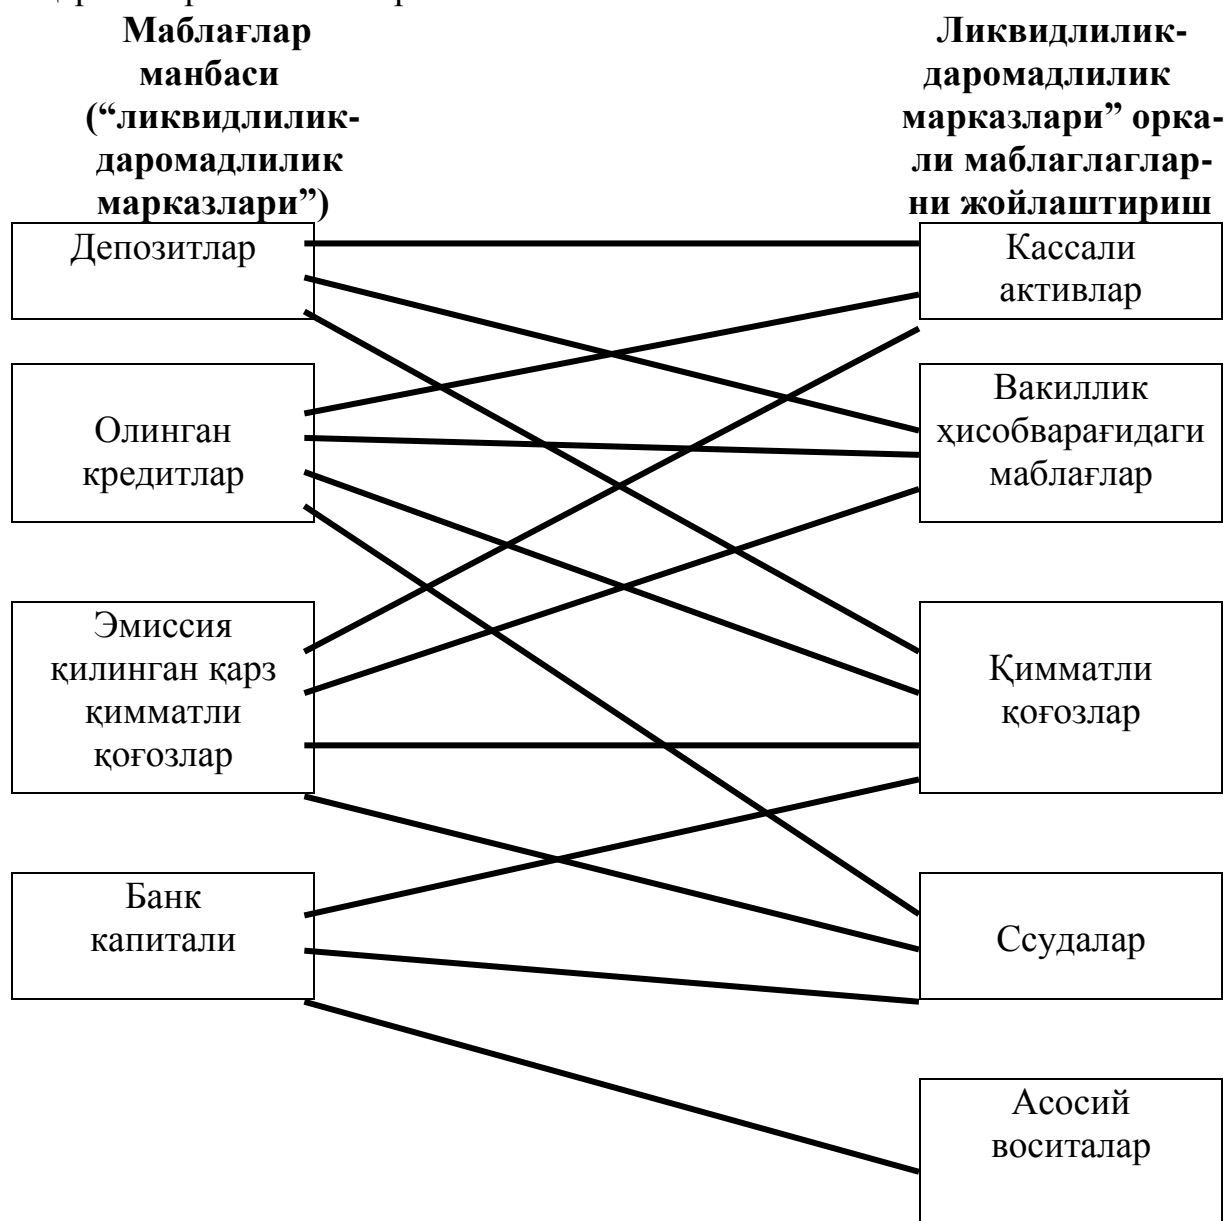 Маблағлар
манбаси
(“ликвидлилик-
даромадлилик
марказлари”)
Ликвидлилик-
даромадлилик
марказлари” орка-
ли маблаглаглар-
ни жойлаштириш
Депозитлар
Кассали
активлар
Олинган
кредитлар
Вакиллик
ҳисобварағидаги
маблағлар
Эмиссия
қилинган қарз
қимматли
қоғозлар
Қимматли
қоғозлар
Банк
капитали
Ссудалар
Асосий
воситалар